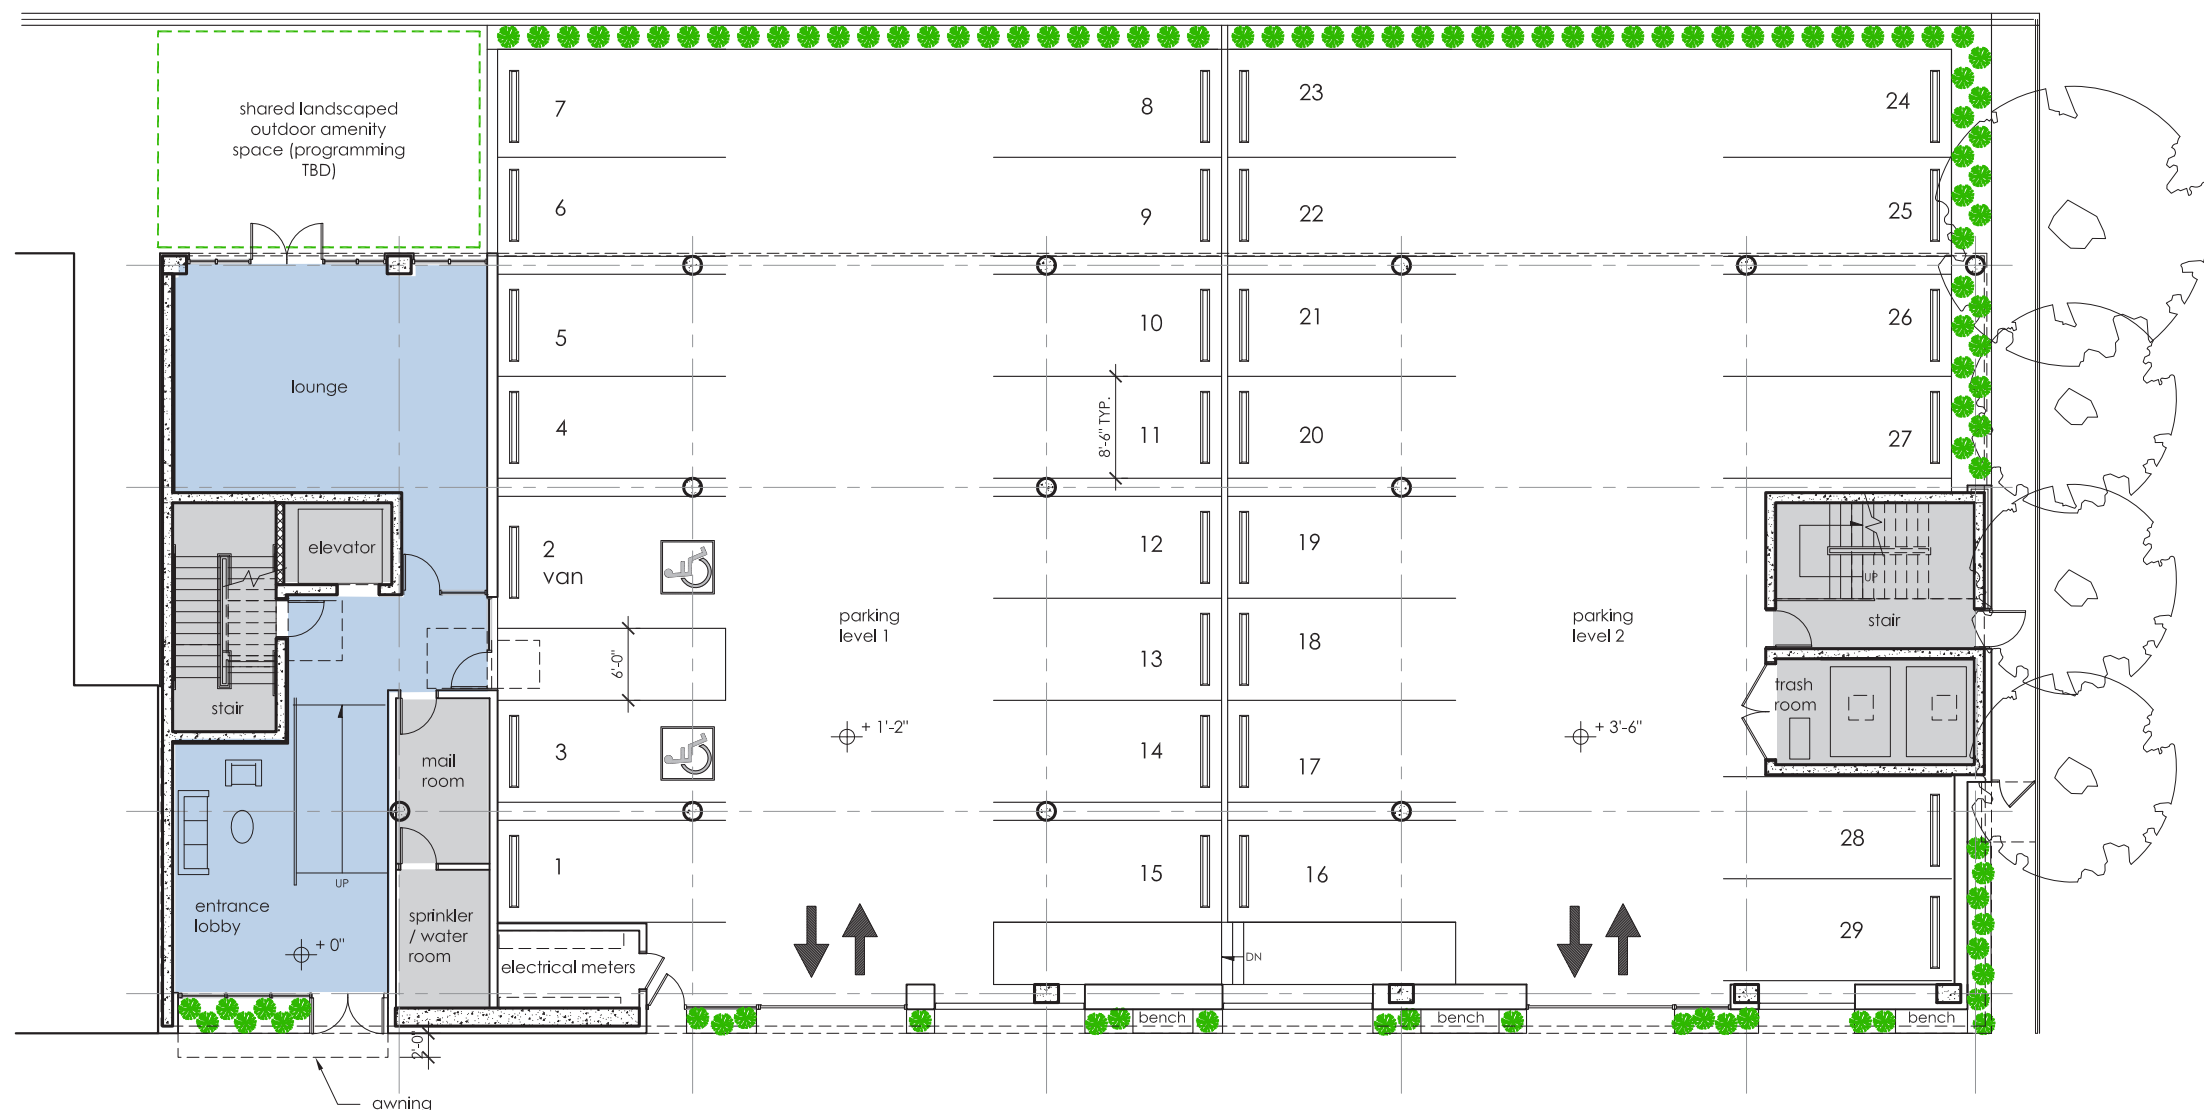 shared landscaped
outdoor amenity
space (programming
TBD)
7
8
23
24
6
9
22
25
5
10
21
26
lounge
8'-6" TYP.
4
11
20
27
elevator
2
van
12
19
UP
parking
level 1
parking
level 2
stair
6'-0"
13
18
stair
trash
room
+ 1'-2"
+ 3'-6"
mail
room
3
14
17
28
1
15
16
UP
entrance
lobby
+ 0"
sprinkler
/ water
room
29
electrical meters
DN
bench
bench
bench
2'-0"
awning